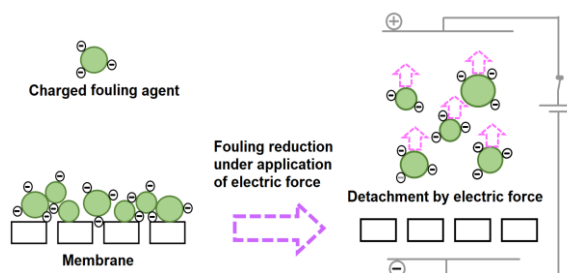 Charged fouling agent
Membrane
Fouling reduction
under application
of electric force
+
Detachment by electric force
−